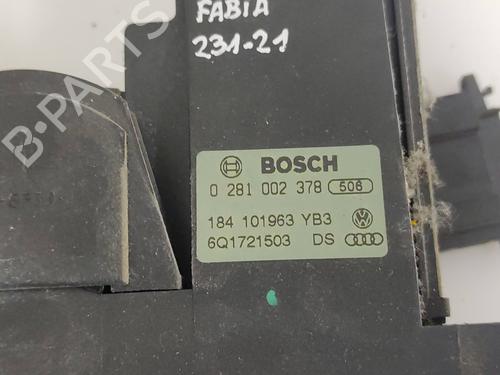 FABIA
231-21
BOSCH
0 281 002 378 506
184 101963 YB3
6Q1721503 DS
B-PARTS